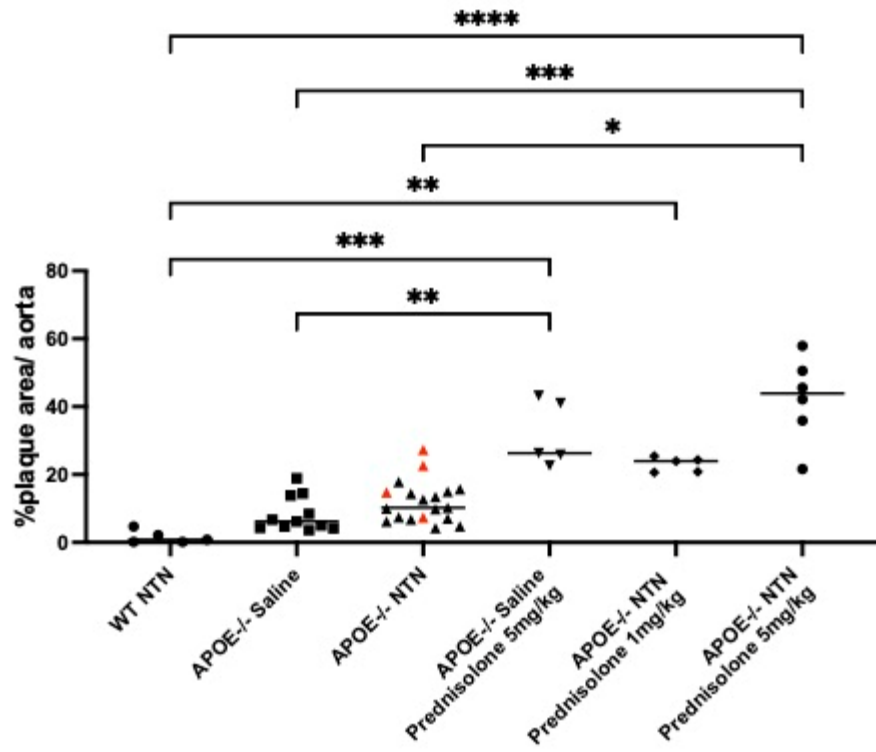 ****
***
*
**
***
**
80
60
40
20
0
%plaque area/ aorta
WT NTN
APOE-/- Saline
APOE-/- NTN
APOE-/- Saline
Prednisolone 5mg/kg
APOE-/- NTN
Prednisolone 1mg/kg
APOE-/- NTN
Prednisolone 5mg/kg